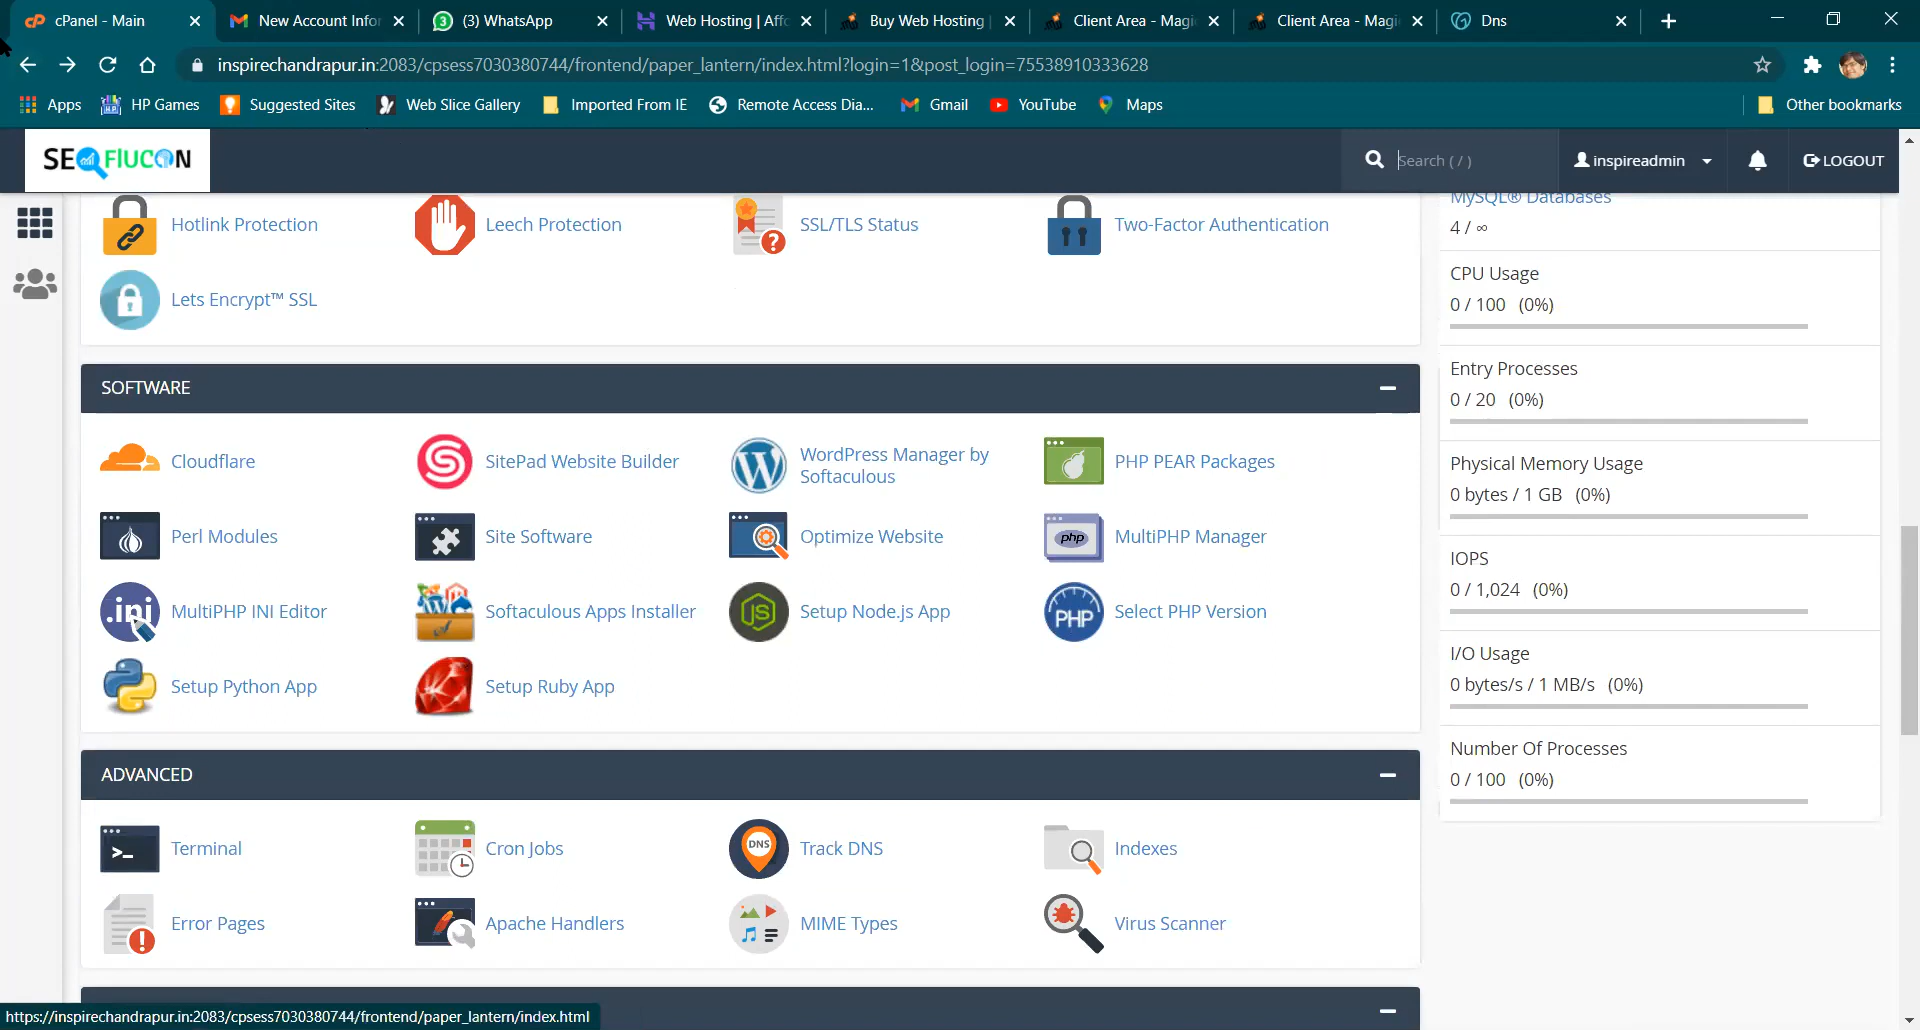 cPanel - Main
New Account Infor
(3) WhatsApp
Web Hosting | Affo
Buy Web Hosting |
Client Area - Magi
Client Area - Magi
Dns
inspirechandrapur.in:2083/cpsess7030380744/frontend/paper_lantern/index.html?login=1&post_login=75538910333628
Apps
HP Games
Suggested Sites
Web Slice Gallery
Imported From IE
Remote Access Dia...
Gmail
YouTube
Maps
Other bookmarks
SEO FIUCON
Search ( / )
inspireadmin
LOGOUT
Hotlink Protection
Leech Protection
SSL/TLS Status
Two-Factor Authentication
Lets Encrypt™ SSL
SOFTWARE
Cloudflare
SitePad Website Builder
WordPress Manager by
Softaculous
PHP PEAR Packages
Perl Modules
Site Software
Optimize Website
php
MultiPHP Manager
.ini
MultiPHP INI Editor
Softaculous Apps Installer
JS
Setup Node.js App
PHP
Select PHP Version
Setup Python App
Setup Ruby App
ADVANCED
Terminal
Cron Jobs
DNS
Track DNS
Indexes
Error Pages
Apache Handlers
MIME Types
Virus Scanner
MySQL® Databases
4 / ∞
CPU Usage
0 / 100 (0%)
Entry Processes
0 / 20 (0%)
Physical Memory Usage
0 bytes / 1 GB (0%)
IOPS
0 / 1,024 (0%)
I/O Usage
0 bytes/s / 1 MB/s (0%)
Number Of Processes
0 / 100 (0%)
https://inspirechandrapur.in:2083/cpsess7030380744/frontend/paper_lantern/index.html